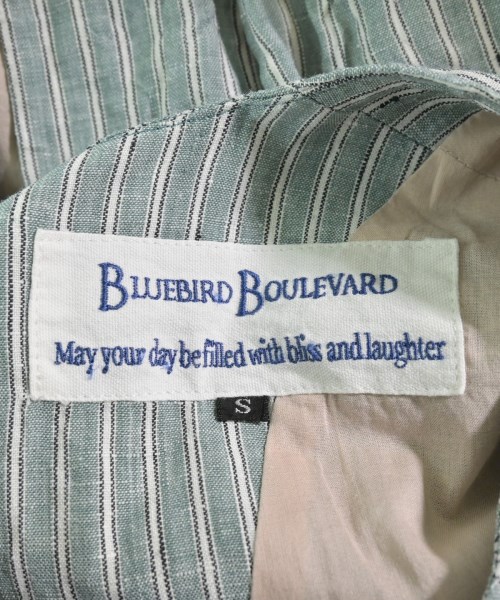 BLUEBIRD BOULEVARD
May your day be filled with bliss and laughter
S